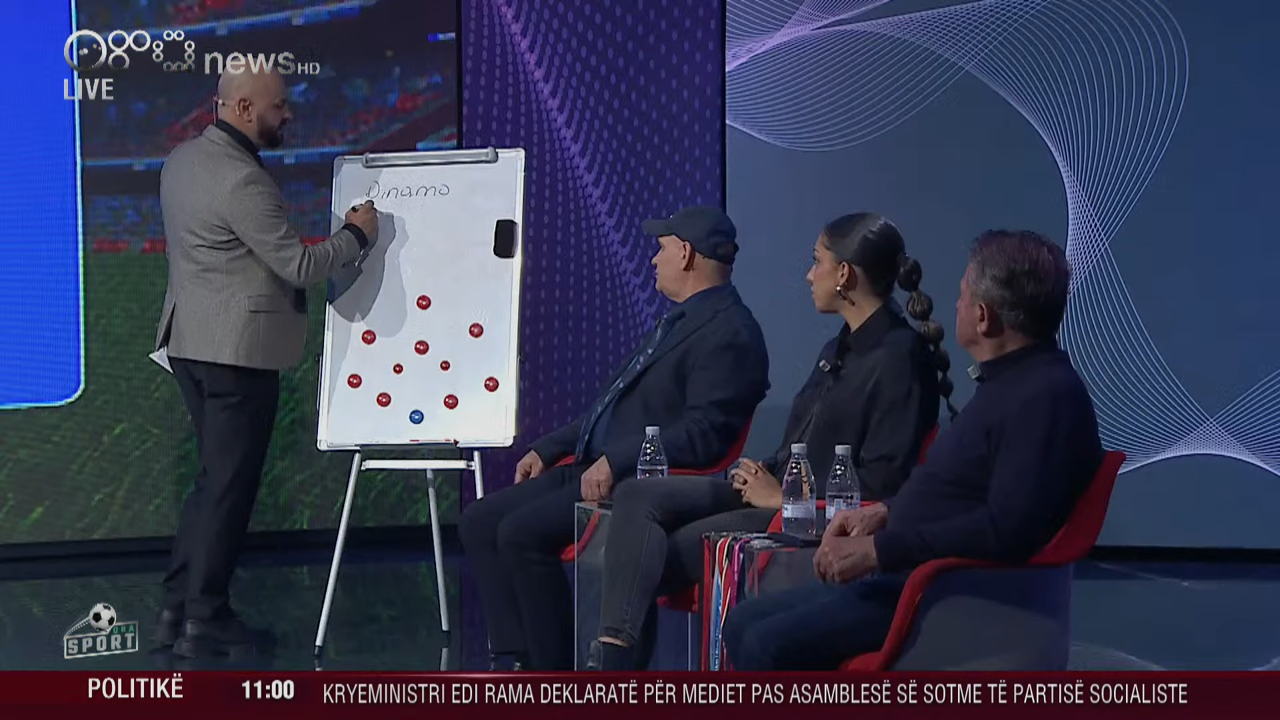 news HD
LIVE
Dinamo
ORA
SPORT
POLITIKË 11:00 KRYEMINISTRI EDI RAMA DEKLARATË PËR MEDIET PAS ASAMBLESË SË SOTME TË PARTISË SOCIALISTE